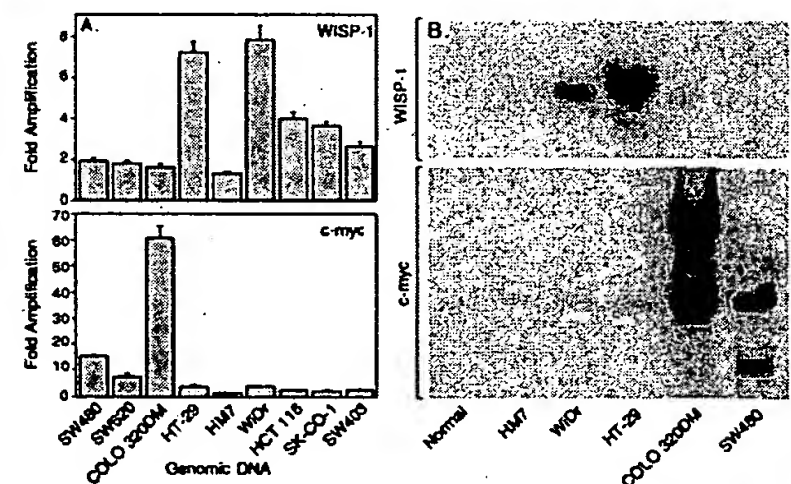 A.
WISP-1
Fold Amplification
8
6
4
2
0
c-myc
Fold Amplification
70
60
50
40
30
20
10
0
SW480
SW620
COLO 320DM
HT-29
HM7
WiDr
HCT 116
SK-CO-1
SW403
Genomic DNA
B.
WISP-1
c-myc
Normal
HM7
WiDr
HT-29
COLO 320DM
SW480